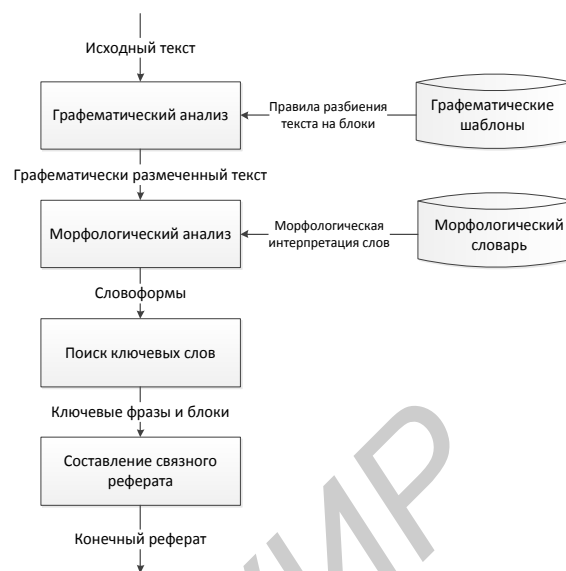 Исходный текст
Графематический анализ
Правила разбиения
текста на блоки
Графематические
шаблоны
Графематически размеченный текст
Морфологический анализ
Морфологическая
интерпретация слов
Морфологический
словарь
Словоформы
Поиск ключевых слов
Ключевые фразы и блоки
Составление связного
реферата
Конечный реферат